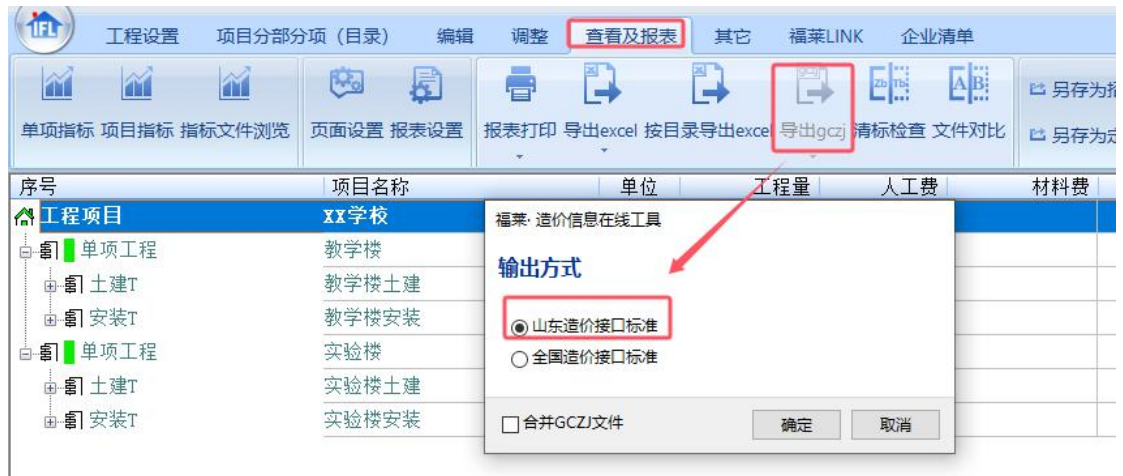 IFL
工程设置 项目分部分项（目录） 编辑 调整 查看及报表 其它 福莱LINK 企业清单
单项指标 项目指标 指标文件浏览 页面设置 报表设置 报表打印 导出excel 按目录导出excel 导出gczj 清标检查 文件对比
另存为
另存为
序号 项目名称 单位 工程量 人工费 材料费
工程项目 XX学校
单项工程 教学楼
土建T 教学楼土建
安装T 教学楼安装
单项工程 实验楼
土建T 实验楼土建
安装T 实验楼安装
福莱·造价信息在线工具
输出方式
山东造价接口标准
全国造价接口标准
合并GCZJ文件 确定 取消